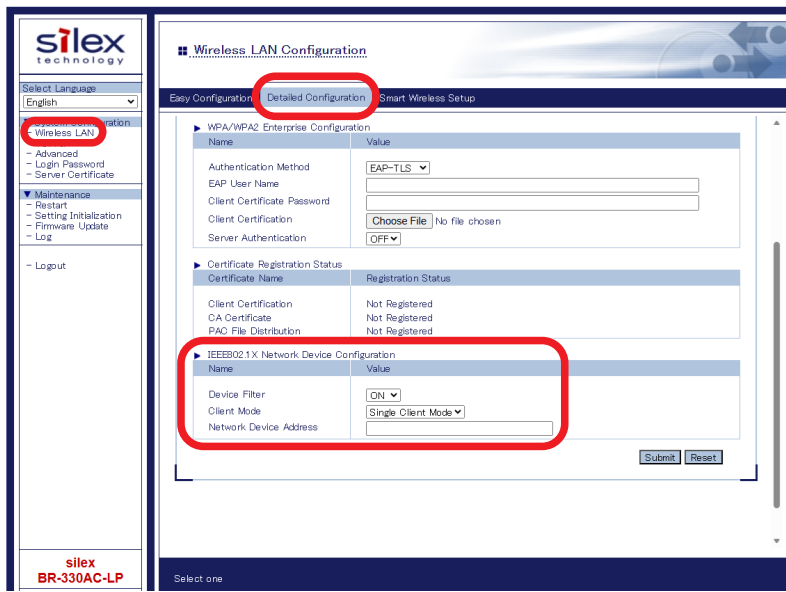 silex
technology
Select Language
English
▼ System Configuration
- Wireless LAN
- Advanced
- Login Password
- Server Certificate
▼ Maintenance
- Restart
- Setting Initialization
- Firmware Update
- Log
- Logout
silex
BR-330AC-LP
Wireless LAN Configuration
Easy Configuration Detailed Configuration Smart Wireless Setup
▶ WPA/WPA2 Enterprise Configuration
Name Value
Authentication Method EAP-TLS
EAP User Name
Client Certificate Password
Client Certification Choose File No file chosen
Server Authentication OFF
▶ Certificate Registration Status
Certificate Name Registration Status
Client Certification Not Registered
CA Certificate Not Registered
PAC File Distribution Not Registered
▶ IEEE802.1X Network Device Configuration
Name Value
Device Filter ON
Client Mode Single Client Mode
Network Device Address
Submit Reset
Select one